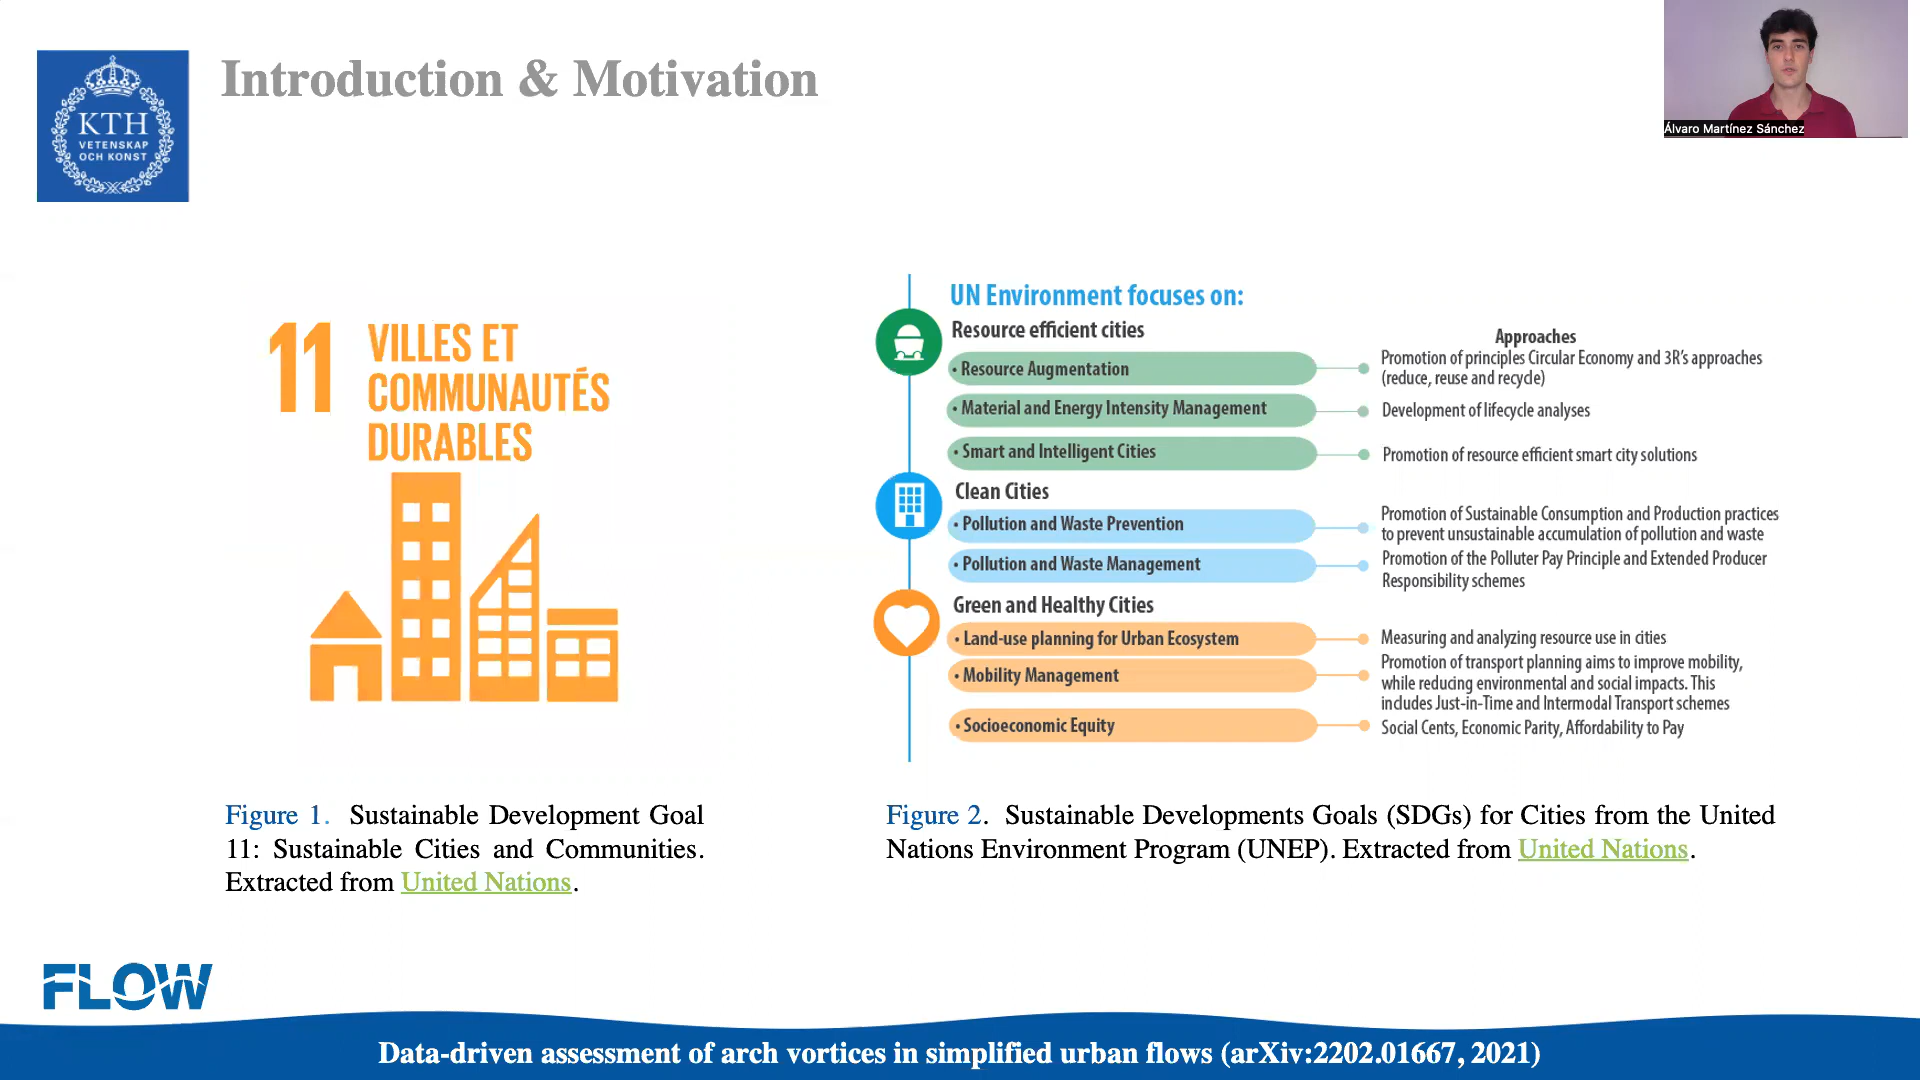 Introduction & Motivation
KTH
VETENSKAP
OCH KONST
Álvaro Martínez Sánchez
11
VILLES ET
COMMUNAUTÉS
DURABLES
Figure 1. Sustainable Development Goal
11: Sustainable Cities and Communities.
Extracted from United Nations.
UN Environment focuses on:
Resource efficient cities
Approaches
• Resource Augmentation
Promotion of principles Circular Economy and 3R's approaches
(reduce, reuse and recycle)
• Material and Energy Intensity Management
Development of lifecycle analyses
• Smart and Intelligent Cities
Promotion of resource efficient smart city solutions
Clean Cities
• Pollution and Waste Prevention
Promotion of Sustainable Consumption and Production practices
to prevent unsustainable accumulation of pollution and waste
• Pollution and Waste Management
Promotion of the Polluter Pay Principle and Extended Producer
Responsibility schemes
Green and Healthy Cities
• Land-use planning for Urban Ecosystem
Measuring and analyzing resource use in cities
• Mobility Management
Promotion of transport planning aims to improve mobility,
while reducing environmental and social impacts. This
includes Just-in-Time and Intermodal Transport schemes
• Socioeconomic Equity
Social Cents, Economic Parity, Affordability to Pay
Figure 2. Sustainable Developments Goals (SDGs) for Cities from the United
Nations Environment Program (UNEP). Extracted from United Nations.
FLOW
Data-driven assessment of arch vortices in simplified urban flows (arXiv:2202.01667, 2021)